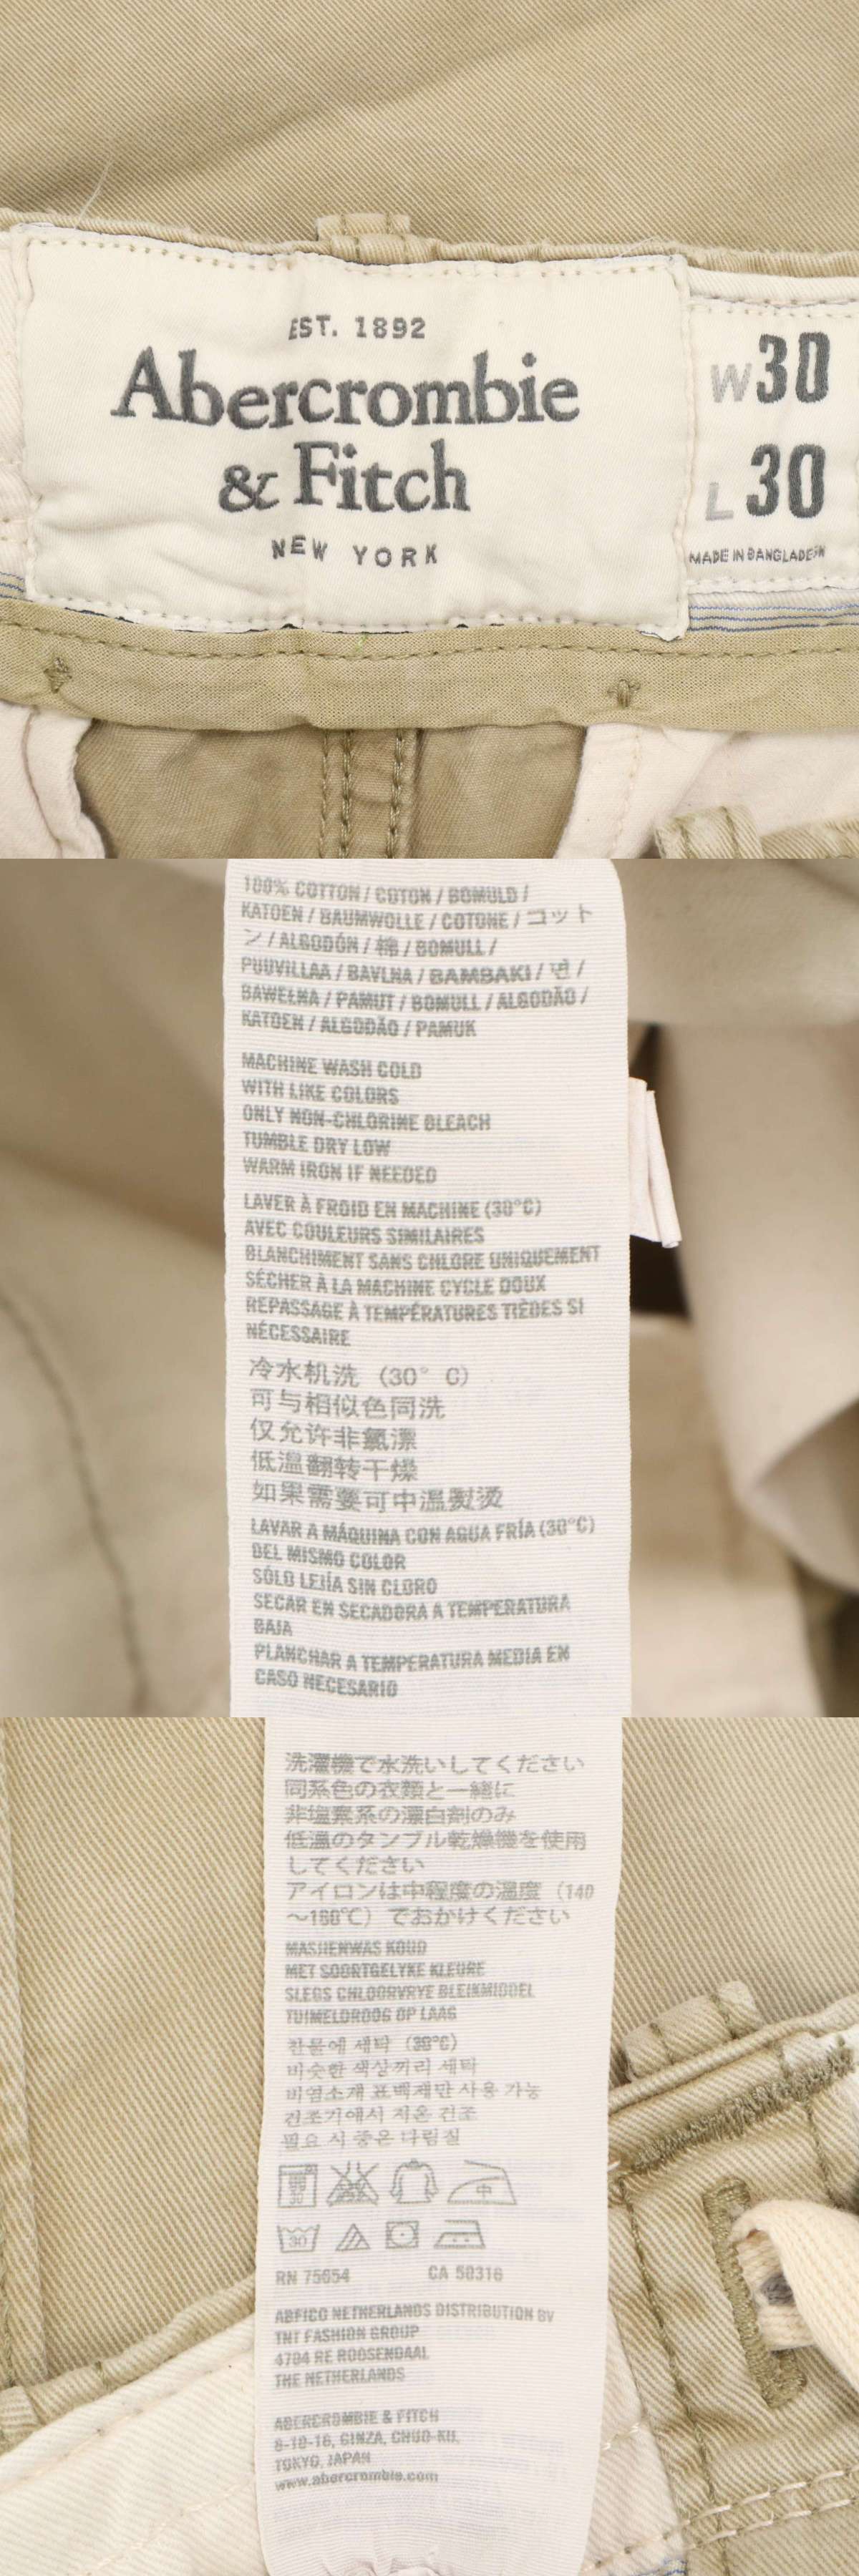 EST. 1892
Abercrombie
& Fitch
NEW YORK
W30
L30
MADE IN BANGLADESH
100% COTTON / COTON / BOMULD /
KATOEN / BAUMWOLLE / COTONE / コット
ン / ALGODÓN / 棉 / BOMULL /
PUUVILLAA / BAVLNA / BAMBAKI / 면 /
BAWEŁNA / PAMUT / BOMULL / ALGODÃO /
KATOEN / ALGODÃO / PAMUK
MACHINE WASH COLD
WITH LIKE COLORS
ONLY NON-CHLORINE BLEACH
TUMBLE DRY LOW
WARM IRON IF NEEDED
LAVER À FROID EN MACHINE (30°C)
AVEC COULEURS SIMILAIRES
BLANCHIMENT SANS CHLORE UNIQUEMENT
SÉCHER À LA MACHINE CYCLE DOUX
REPASSAGE À TEMPÉRATURES TIÈDES SI
NÉCESSAIRE
冷水机洗 (30°C)
可与相似色同洗
仅允许非氯漂
低温翻转干燥
如果需要可中温熨烫
LAVAR A MÁQUINA CON AGUA FRÍA (30°C)
DEL MISMO COLOR
SÓLO LEJÍA SIN CLORO
SECAR EN SECADORA A TEMPERATURA
BAJA
PLANCHAR A TEMPERATURA MEDIA EN
CASO NECESARIO
洗濯機で水洗いしてください
同系色の衣類と一緒に
非塩素系の漂白剤のみ
低温のタンブル乾燥機を使用
してください
アイロンは中程度の温度 (140
～160℃) でおかけください
MASJIENWAS KOUD
MET SOORTGELYKE KLEURE
SLEGS CHLOORVRYE BLEIKMIDDEL
TUIMELDROOG OP LAAG
찬물에 세탁 (30°C)
비슷한 색상끼리 세탁
비염소계 표백제만 사용 가능
건조기에서 저온 건조
필요 시 중온 다림질
中
30
RN 75654 CA 50316
ABFICO NETHERLANDS DISTRIBUTION BV
TNT FASHION GROUP
4704 RE ROOSENDAAL
THE NETHERLANDS
ABERCROMBIE & FITCH
6-10-16, GINZA, CHUO-KU,
TOKYO, JAPAN
www.abercrombie.com